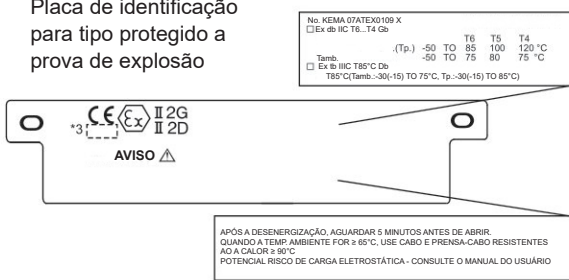 Placa de identificação
para tipo protegido a
prova de explosão
No. KEMA 07ATEX0109 X
□ Ex db IIC T6...T4 Gb
T6 T5 T4
.(Tp.) -50 TO 85 100 120 °C
Tamb. -50 TO 75 80 75 °C
□ Ex tb IIIC T85°C Db
T85°C(Tamb.:-30(-15) TO 75°C, Tp.:-30(-15) TO 85°C)
*3 CE Ex II 2G
II 2D
AVISO ⚠
APÓS A DESENERGIZAÇÃO, AGUARDAR 5 MINUTOS ANTES DE ABRIR.
QUANDO A TEMP. AMBIENTE FOR ≥ 65°C, USE CABO E PRENSA-CABO RESISTENTES
AO A CALOR ≥ 90°C
POTENCIAL RISCO DE CARGA ELETROSTÁTICA - CONSULTE O MANUAL DO USUÁRIO